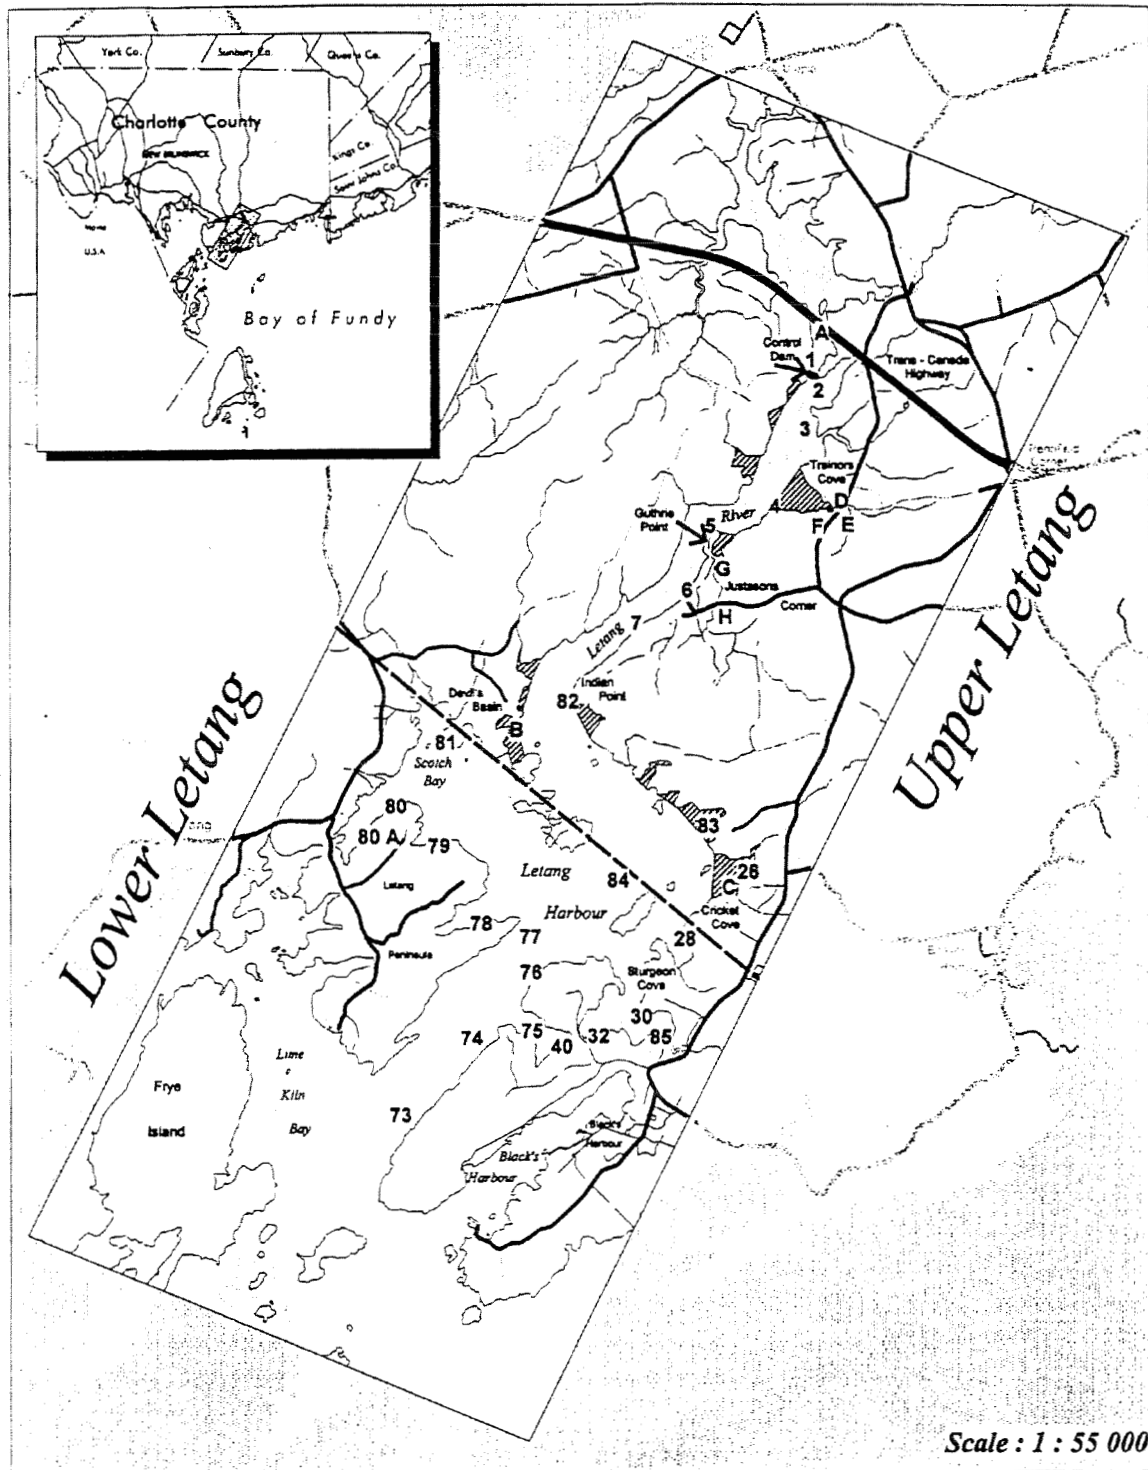 York Co.
Sunbury Co.
Queen's Co.
Charlotte County
NEW BRUNSWICK
Kings Co.
Saint Johns Co.
Maine
U.S.A
Bay of Fundy
A
Control
Dam
1
Trans - Canada
Highway
2
3
Trainors
Cove
4
D
River
Guthrie
Point
5
F
E
G
Justasons
6
Corner
H
7
Letang
Upper Letang
Indian
Point
82
Basin
B
81
Scotch
Bay
Lower Letang
80
80 A
79
83
Letang
84
26
C
Letang
Harbour
Cricket
Cove
78
77
28
Peninsula
76
Sturgeon
Cove
30
74
75
40
32
85
Lime
Kiln
Bay
Frye
Island
73
Black's
Harbour
Black's
Harbour
Scale : 1 : 55 000